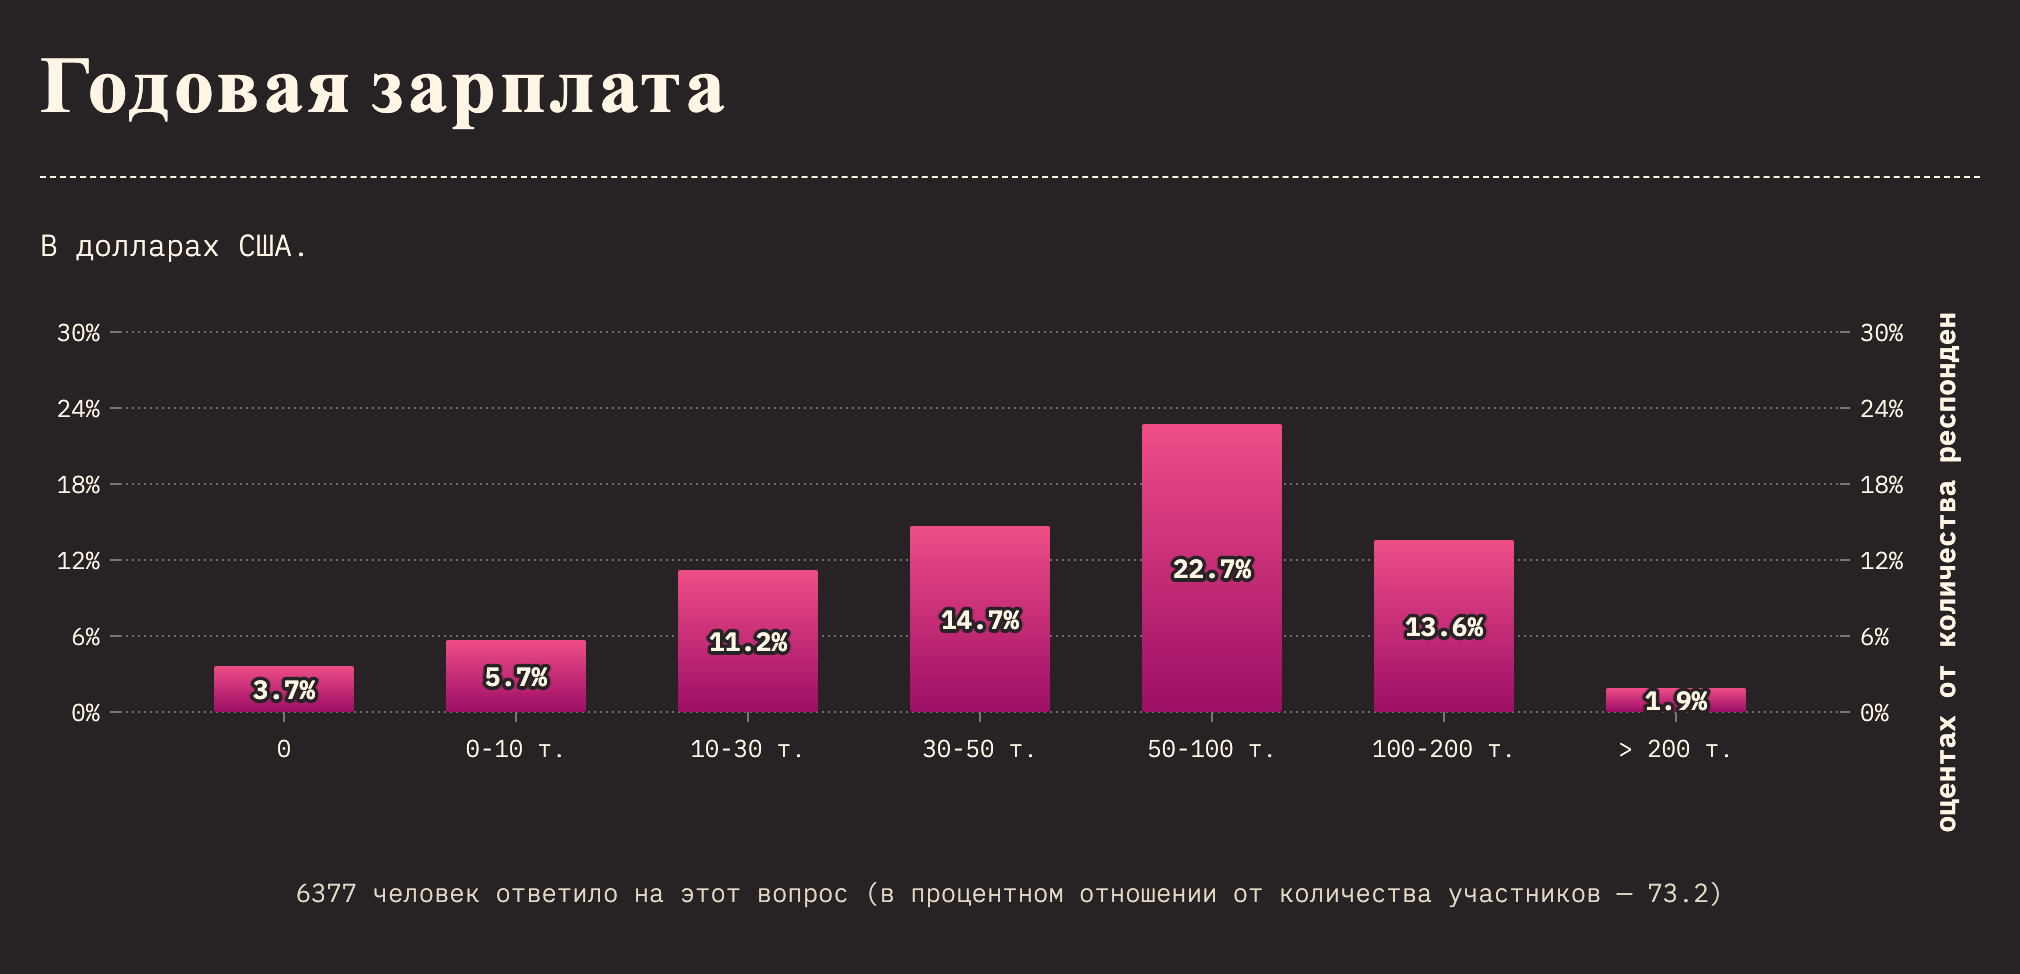 Годовая зарплата
В долларах США.
30%
24%
18%
12%
6%
0%
3.7%
5.7%
11.2%
14.7%
22.7%
13.6%
1.9%
0
0-10 т.
10-30 т.
30-50 т.
50-100 т.
100-200 т.
> 200 т.
30%
24%
18%
12%
6%
0%
оцентах от количества респонден
6377 человек ответило на этот вопрос (в процентном отношении от количества участников — 73.2)